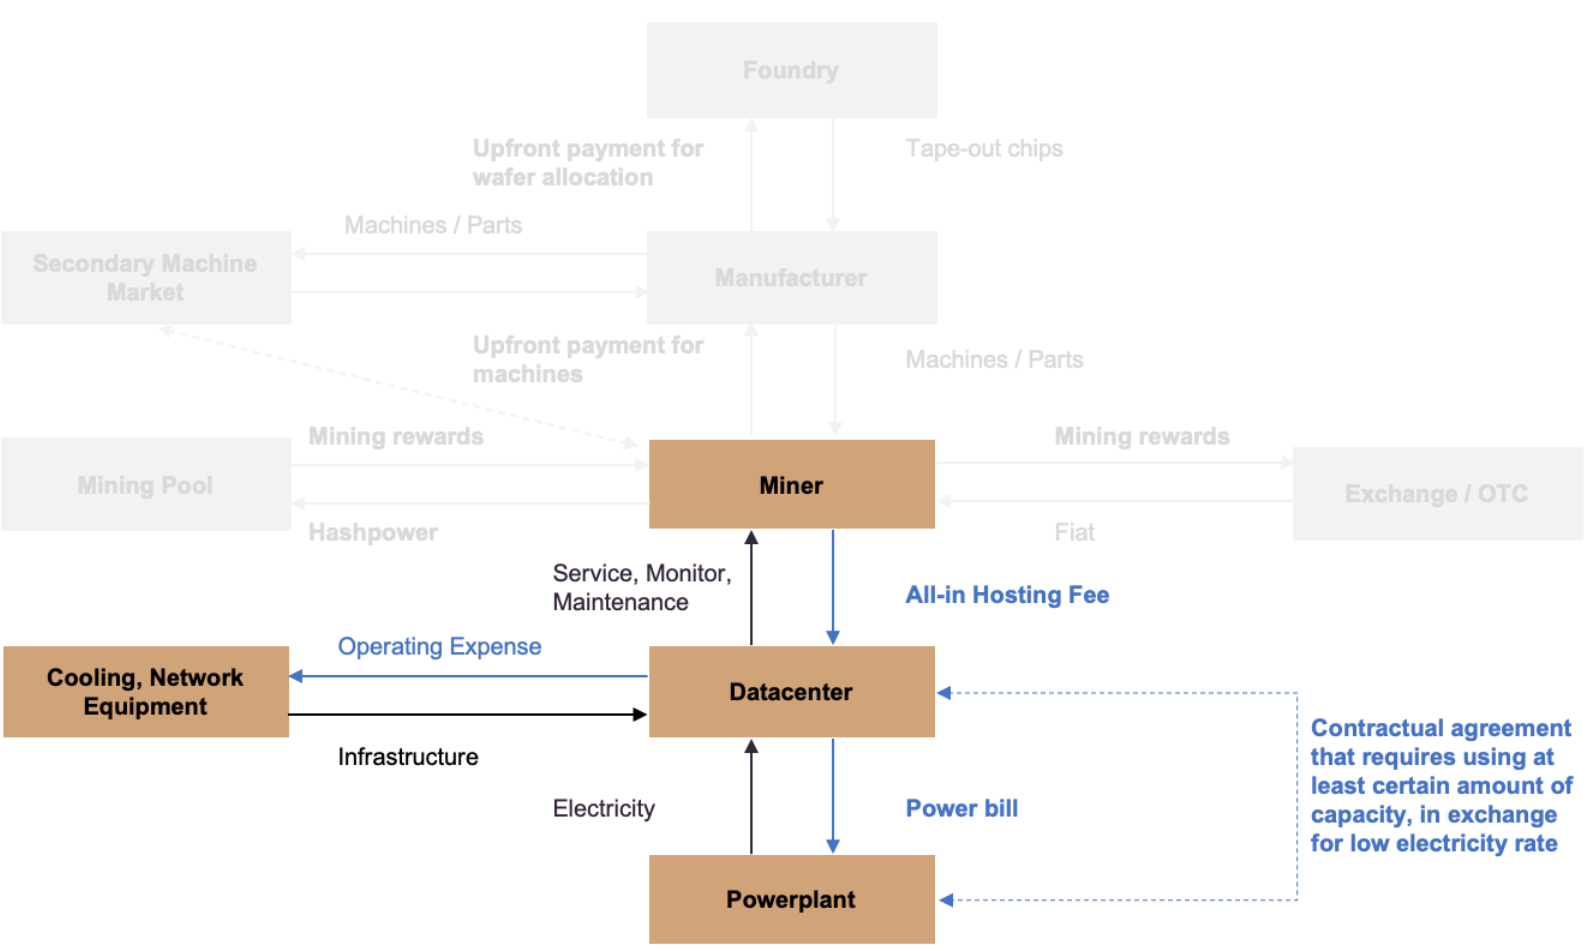 Foundry
Upfront payment for
wafer allocation
Tape-out chips
Machines / Parts
Secondary Machine
Market
Manufacturer
Upfront payment for
machines
Machines / Parts
Mining rewards
Mining rewards
Mining Pool
Miner
Exchange / OTC
Hashpower
Fiat
Service, Monitor,
Maintenance
All-in Hosting Fee
Operating Expense
Cooling, Network
Equipment
Datacenter
Infrastructure
Contractual agreement
that requires using at
least certain amount of
capacity, in exchange
for low electricity rate
Electricity
Power bill
Powerplant